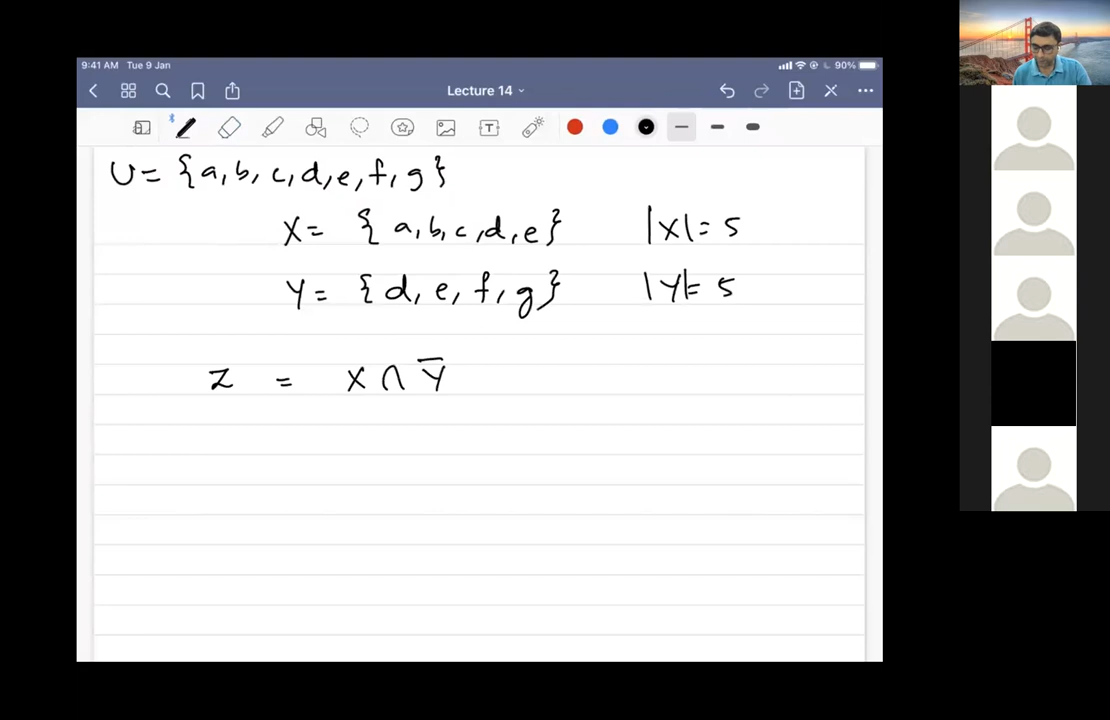 9:41 AM Tue 9 Jan 90%
Lecture 14
T
U = {a, b, c, d, e, f, g}
X = {a, b, c, d, e} |X| = 5
Y = {d, e, f, g} |Y| = 5
Z = X ∩ Y̅